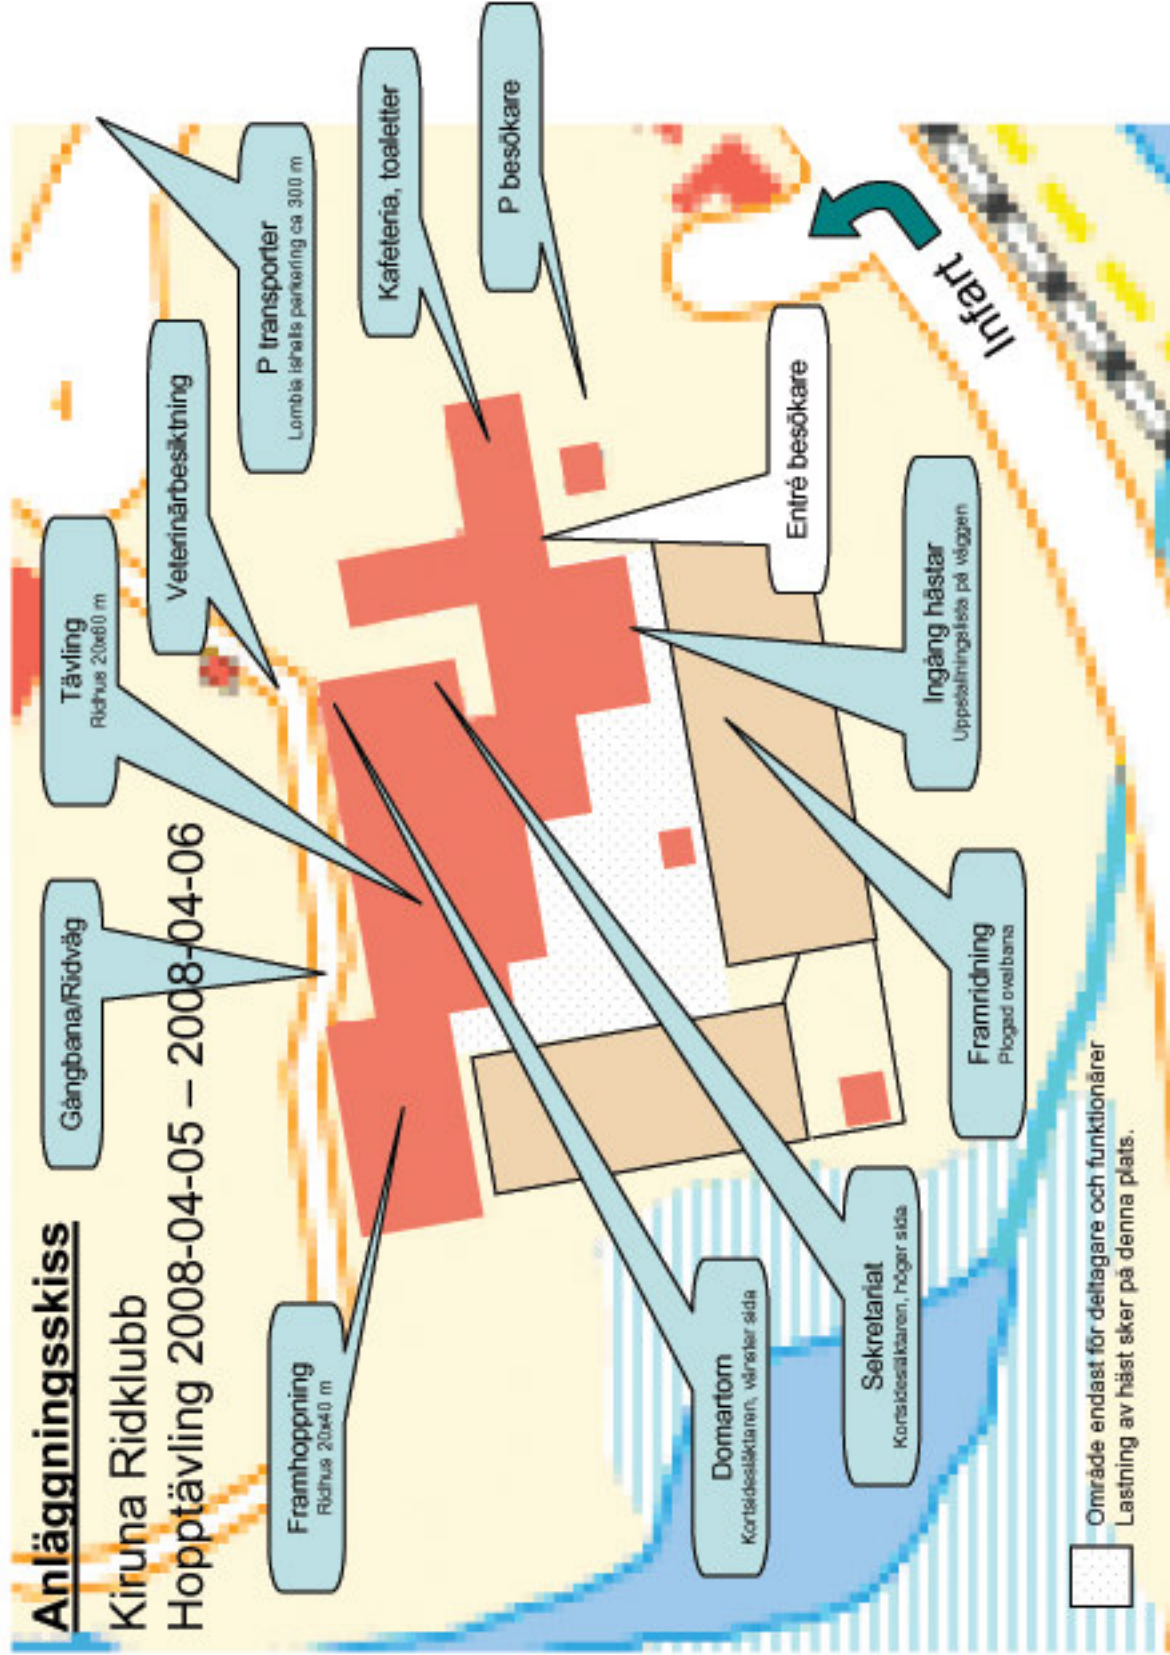 Anläggningsskiss
Kiruna Ridklubb
Hopptävling 2008-04-05 – 2008-04-06
Gångbana/Ridväg
Tävling
Ridhus 20x60 m
Veterinärbesiktning
P transporter
Lombia ishalls parkering ca 300 m
Kafeteria, toaletter
P besökare
Framhoppning
Ridhus 20x40 m
Domartorn
Kortsidesläktaren, vänster sida
Sekretariat
Kortsidesläktaren, höger sida
Framridning
Plogad ovalbana
Ingång hästar
Uppstallningslista på väggen
Entré besökare
Infart
Område endast för deltagare och funktionärer
Lastning av häst sker på denna plats.